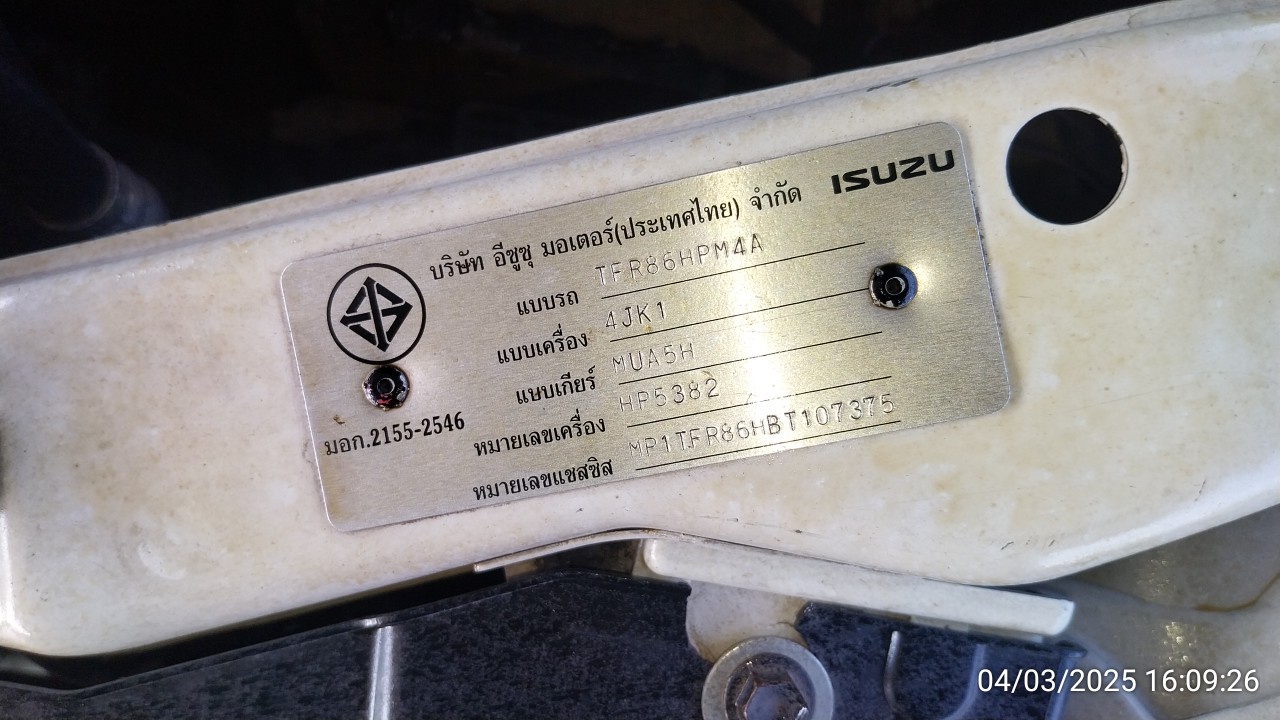 ISUZU
บริษัท อีซูซุ มอเตอร์(ประเทศไทย) จำกัด
แบบรถ TFR86HPM4A
แบบเครื่อง 4JK1
แบบเกียร์ MUA5H
หมายเลขเครื่อง HP5382
หมายเลขแชสซิส MP1TFR86HBT107375
มอก.2155-2546
04/03/2025 16:09:26